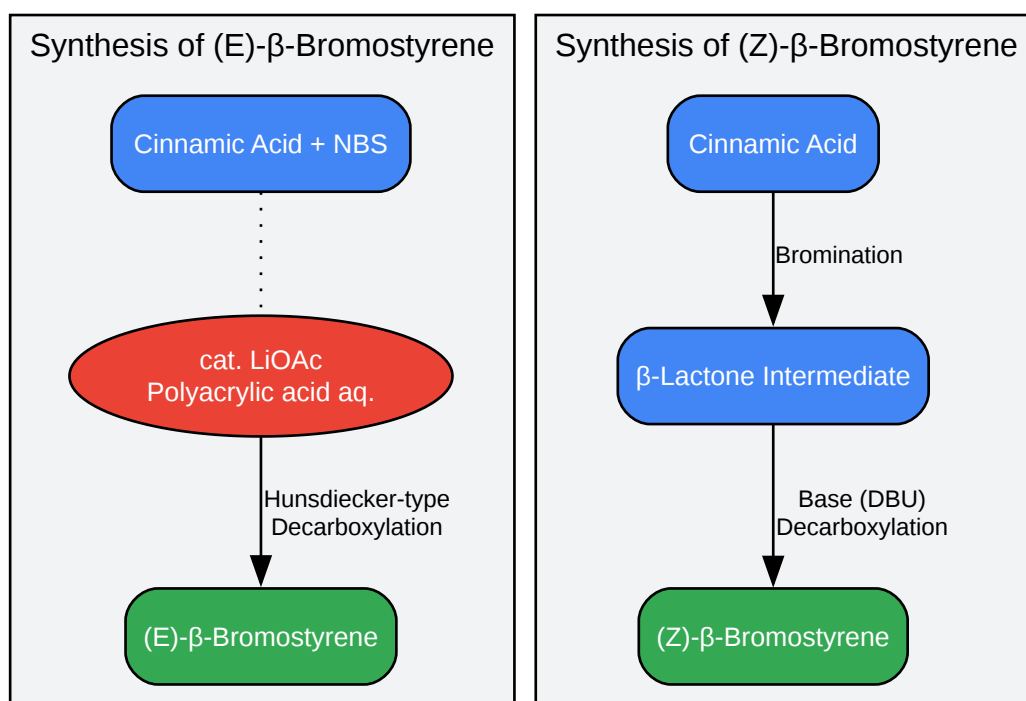 Synthesis of (E)-β-Bromostyrene
Cinnamic Acid + NBS
cat. LiOAc
Polyacrylic acid aq.
Hunsdiecker-type
Decarboxylation
(E)-β-Bromostyrene
Synthesis of (Z)-β-Bromostyrene
Cinnamic Acid
Bromination
β-Lactone Intermediate
Base (DBU)
Decarboxylation
(Z)-β-Bromostyrene